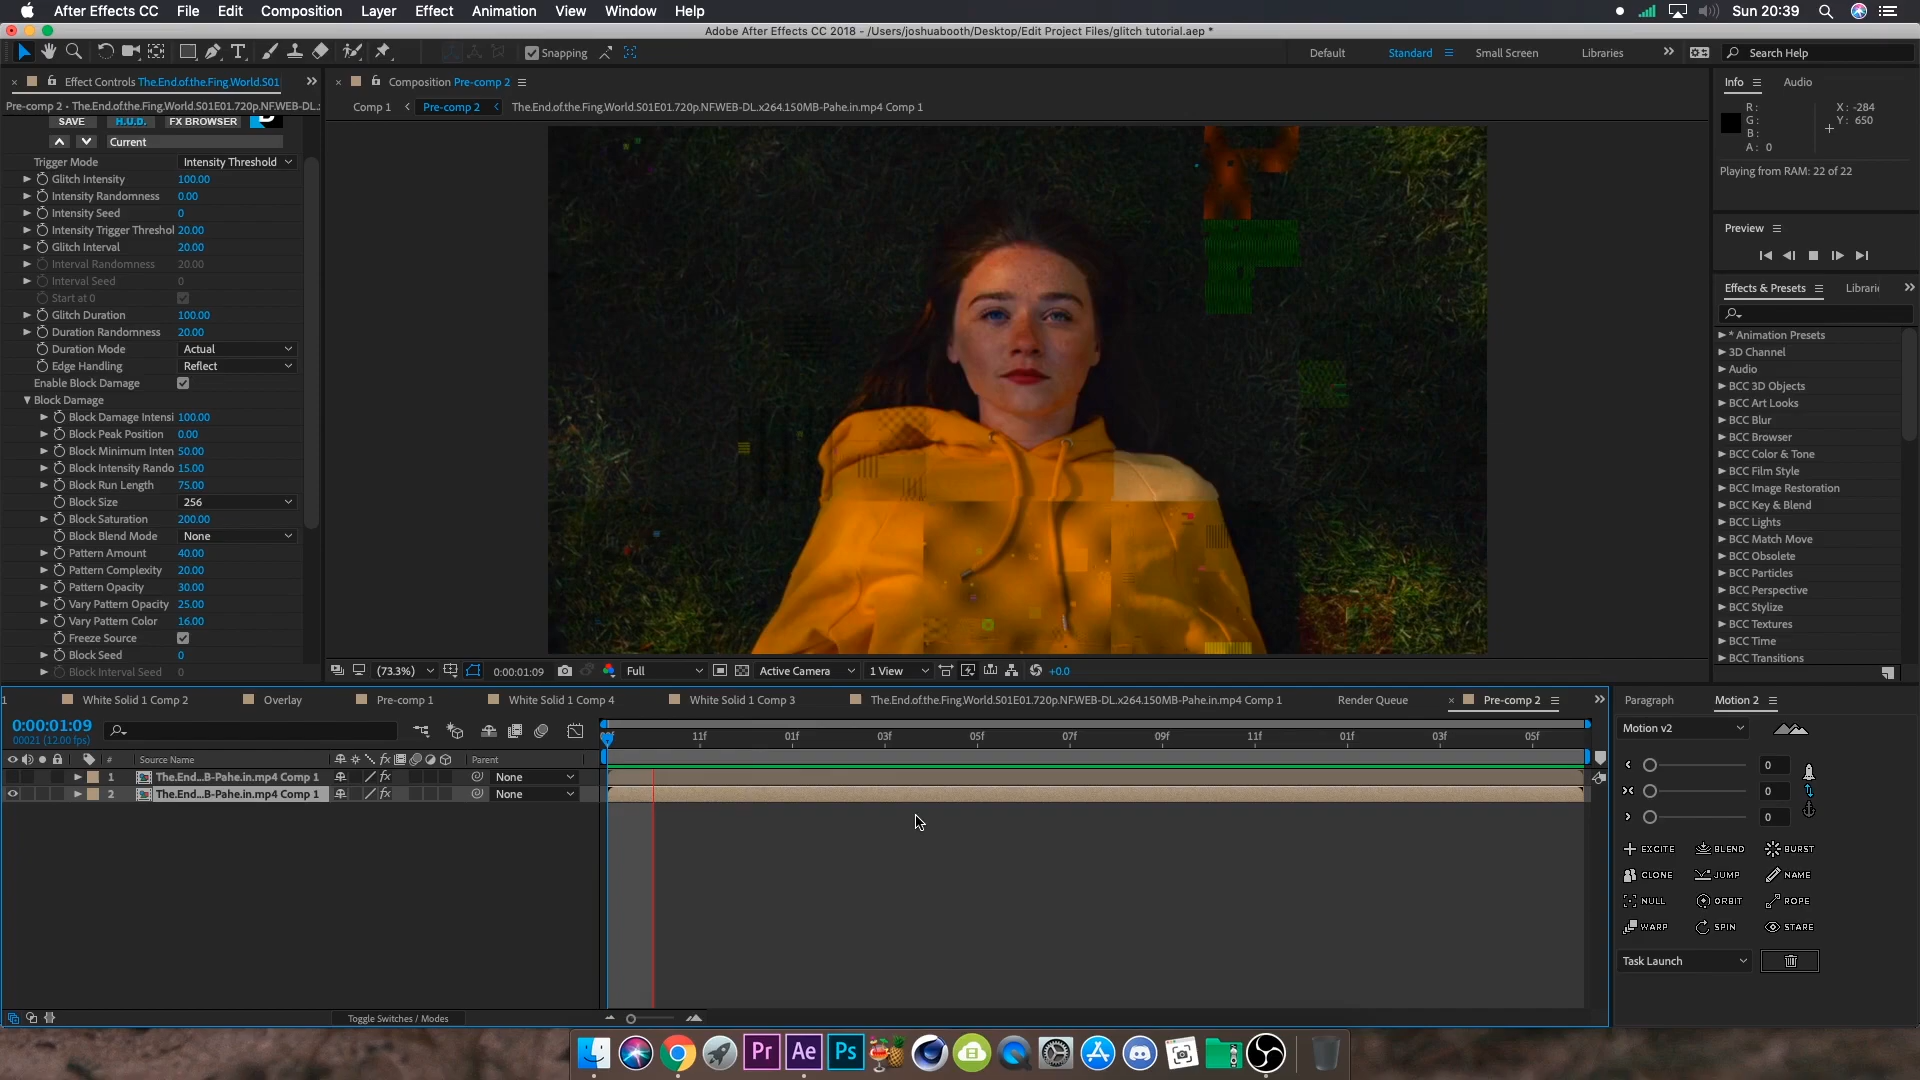 After Effects CC File Edit Composition Layer Effect Animation View Window Help Sun 20:39
Adobe After Effects CC 2018 - /Users/joshuabooth/Desktop/Edit Project Files/glitch tutorial.aep *
Snapping Default Standard Small Screen Libraries Search Help
Effect Controls The.End.of.the.Fing.World.S01
Composition Pre-comp 2
Info Audio
Pre-comp 2 • The.End.of.the.Fing.World.S01E01.720p.NF.WEB-DL.
Comp 1 Pre-comp 2 The.End.of.the.Fing.World.S01E01.720p.NF.WEB-DL.x264.150MB-Pahe.in.mp4 Comp 1
R: X: -284
G: Y: 650
B:
A: 0
Playing from RAM: 22 of 22
SAVE H.U.D. FX BROWSER
Current
Trigger Mode Intensity Threshold
Glitch Intensity 100.00
Intensity Randomness 0.00
Intensity Seed 0
Intensity Trigger Threshol 20.00
Glitch Interval 20.00
Interval Randomness 20.00
Interval Seed 0
Start at 0
Glitch Duration 100.00
Duration Randomness 20.00
Duration Mode Actual
Edge Handling Reflect
Enable Block Damage
Block Damage
Block Damage Intensi 100.00
Block Peak Position 0.00
Block Minimum Inten 50.00
Block Intensity Rando 15.00
Block Run Length 75.00
Block Size 256
Block Saturation 200.00
Block Blend Mode None
Pattern Amount 40.00
Pattern Complexity 20.00
Pattern Opacity 30.00
Vary Pattern Opacity 25.00
Vary Pattern Color 16.00
Freeze Source
Block Seed 0
Block Interval Seed 0
Preview
Effects & Presets Librari
* Animation Presets
3D Channel
Audio
BCC 3D Objects
BCC Art Looks
BCC Blur
BCC Browser
BCC Color & Tone
BCC Film Style
BCC Image Restoration
BCC Key & Blend
BCC Lights
BCC Match Move
BCC Obsolete
BCC Particles
BCC Perspective
BCC Stylize
BCC Textures
BCC Time
BCC Transitions
(73.3%) 0:00:01:09 Full Active Camera 1 View +0.0
1 White Solid 1 Comp 2 Overlay Pre-comp 1 White Solid 1 Comp 4 White Solid 1 Comp 3 The.End.of.the.Fing.World.S01E01.720p.NF.WEB-DL.x264.150MB-Pahe.in.mp4 Comp 1 Render Queue Pre-comp 2
Paragraph Motion 2
0:00:01:09
00021 (12.00 fps)
11f 01f 03f 05f 07f 09f 11f 01f 03f 05f
# Source Name Parent
1 The.End...B-Pahe.in.mp4 Comp 1 None
2 The.End...B-Pahe.in.mp4 Comp 1 None
Toggle Switches / Modes
Motion v2
0
0
0
EXCITE BLEND BURST
CLONE JUMP NAME
NULL ORBIT ROPE
WARP SPIN STARE
Task Launch
Pr Ae Ps